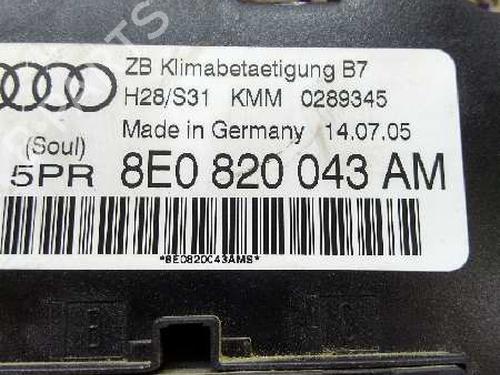 ZB Klimabetaetigung B7
H28/S31 KMM 0289345
Made in Germany 14.07.05
(Soul)
5PR 8E0 820 043 AM
*8E0820043AMS*